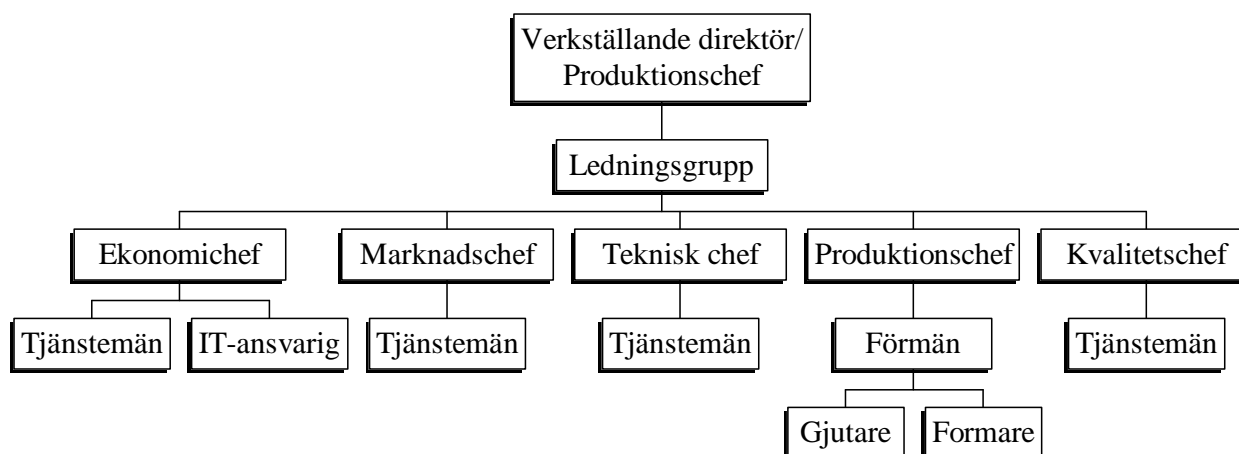 Verkställande direktör/
Produktionschef
Ledningsgrupp
Ekonomichef
Marknadschef
Teknisk chef
Produktionschef
Kvalitetschef
Tjänstemän
IT-ansvarig
Tjänstemän
Tjänstemän
Förmän
Tjänstemän
Gjutare
Formare